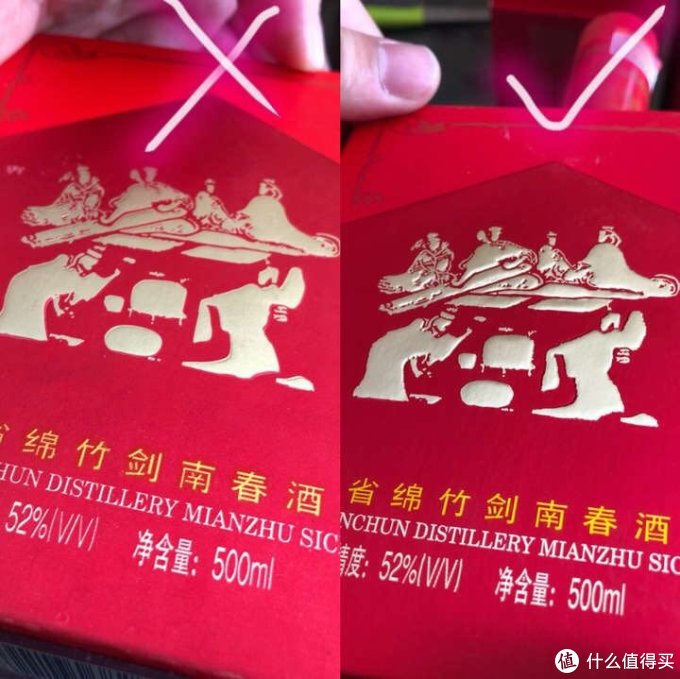 省绵竹剑南春酒
CHUN DISTILLERY MIANZHU SIC
52%(V/V) 净含量: 500ml
省绵竹剑南春酒
NCHUN DISTILLERY MIANZHU SIC
精度: 52%(V/V) 净含量: 500ml
值 什么值得买